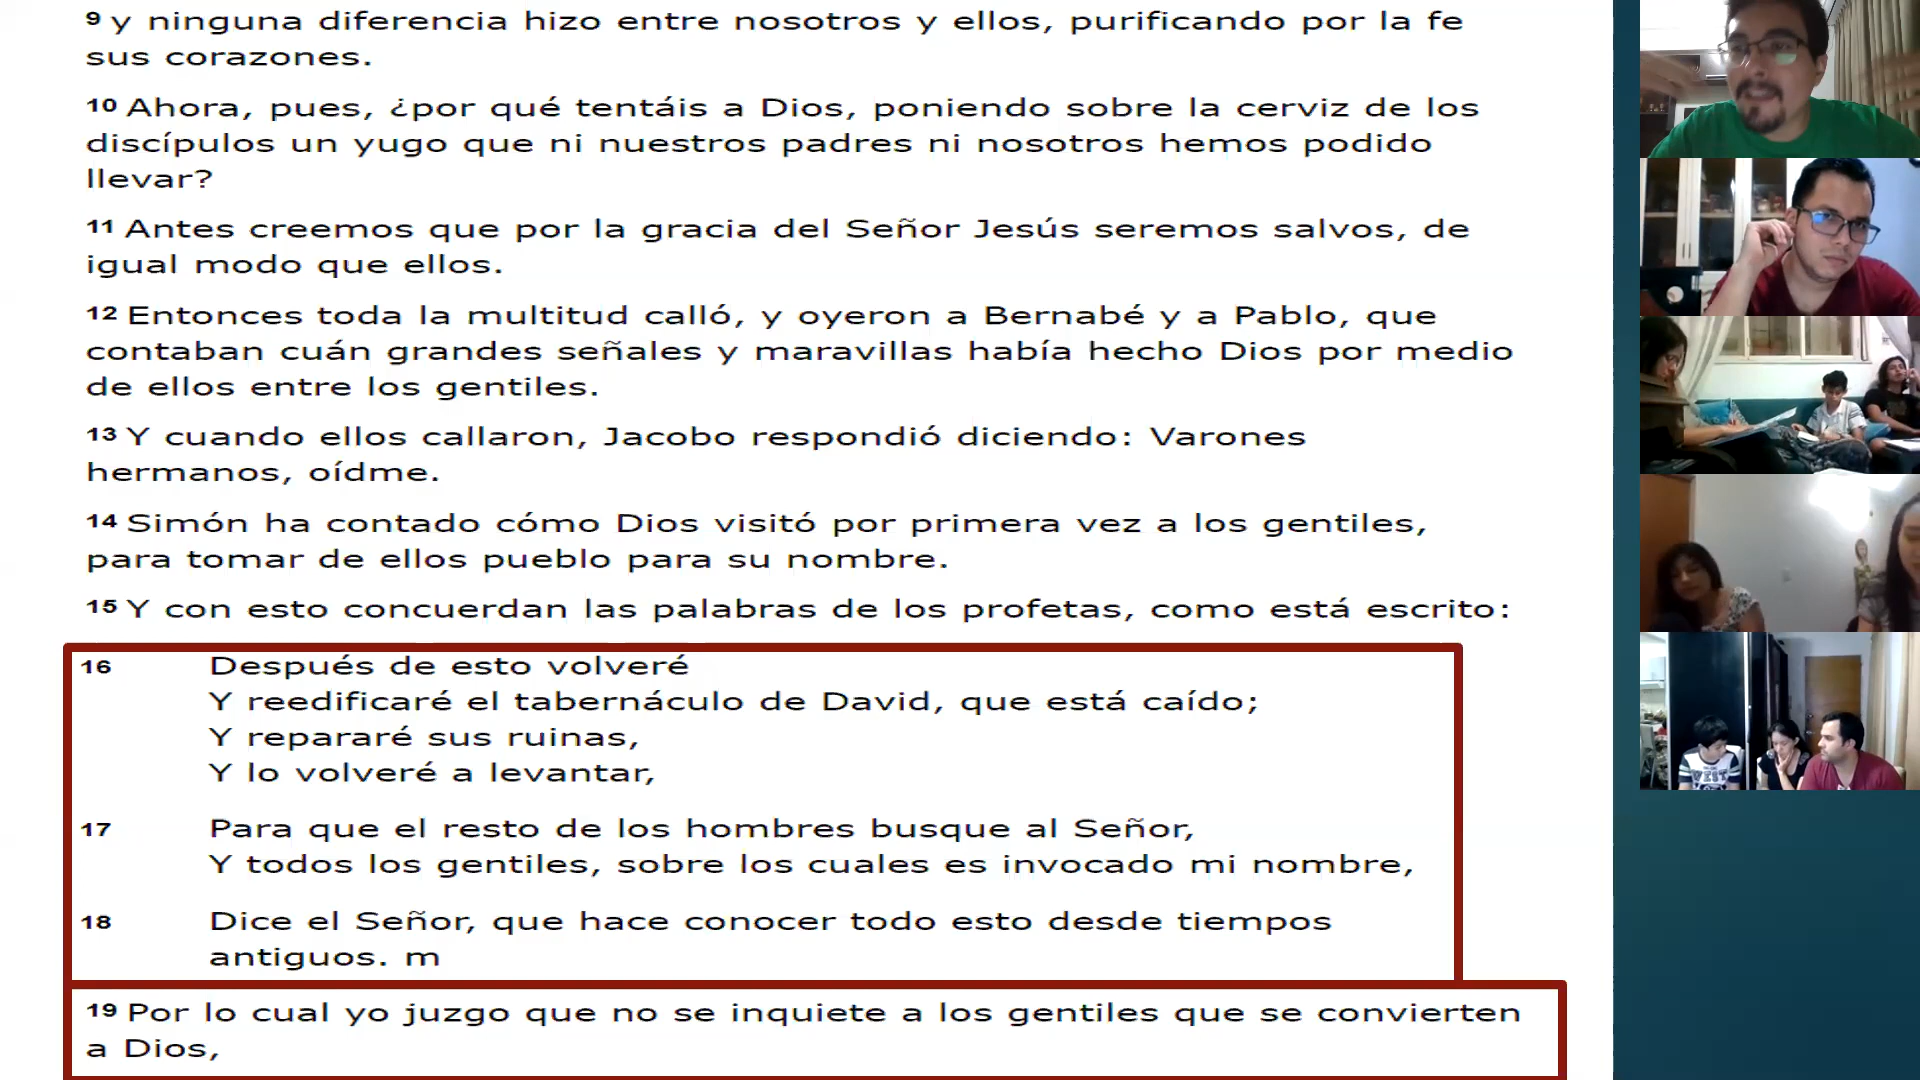 9 y ninguna diferencia hizo entre nosotros y ellos, purificando por la fe
sus corazones.
10 Ahora, pues, ¿por qué tentáis a Dios, poniendo sobre la cerviz de los
discípulos un yugo que ni nuestros padres ni nosotros hemos podido
llevar?
11 Antes creemos que por la gracia del Señor Jesús seremos salvos, de
igual modo que ellos.
12 Entonces toda la multitud calló, y oyeron a Bernabé y a Pablo, que
contaban cuán grandes señales y maravillas había hecho Dios por medio
de ellos entre los gentiles.
13 Y cuando ellos callaron, Jacobo respondió diciendo: Varones
hermanos, oídme.
14 Simón ha contado cómo Dios visitó por primera vez a los gentiles,
para tomar de ellos pueblo para su nombre.
15 Y con esto concuerdan las palabras de los profetas, como está escrito:
16 Después de esto volveré
Y reedificaré el tabernáculo de David, que está caído;
Y repararé sus ruinas,
Y lo volveré a levantar,
17 Para que el resto de los hombres busque al Señor,
Y todos los gentiles, sobre los cuales es invocado mi nombre,
18 Dice el Señor, que hace conocer todo esto desde tiempos
antiguos. m
19 Por lo cual yo juzgo que no se inquiete a los gentiles que se convierten
a Dios,